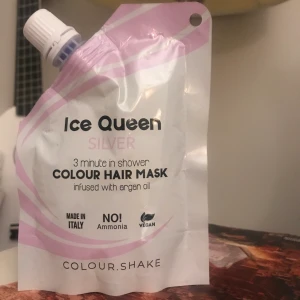 Ice Queen
SILVER
3 minute in shower
COLOUR HAIR MASK
infused with argan oil
MADE IN
ITALY
NO!
Ammonia
VEGAN
COLOUR.SHAKE